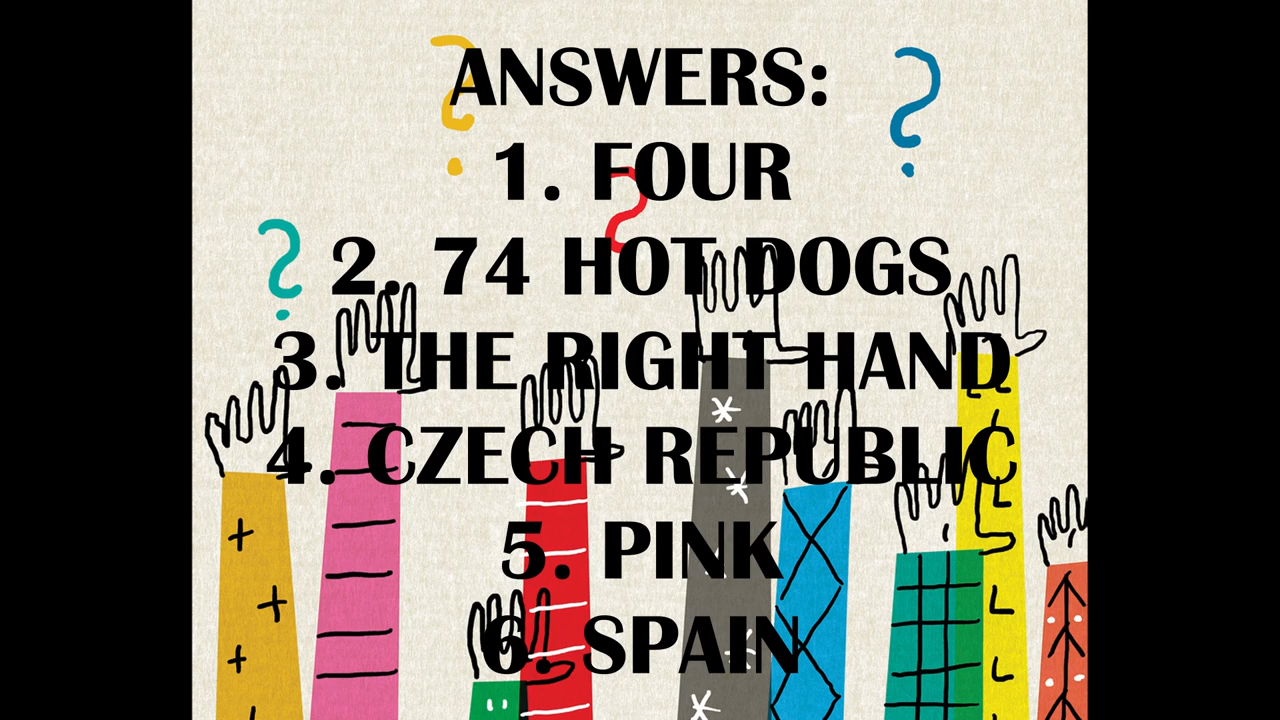 ANSWERS:
1. FOUR
2. 74 HOT DOGS
3. THE RIGHT HAND
4. CZECH REPUBLIC
5. PINK
6. SPAIN